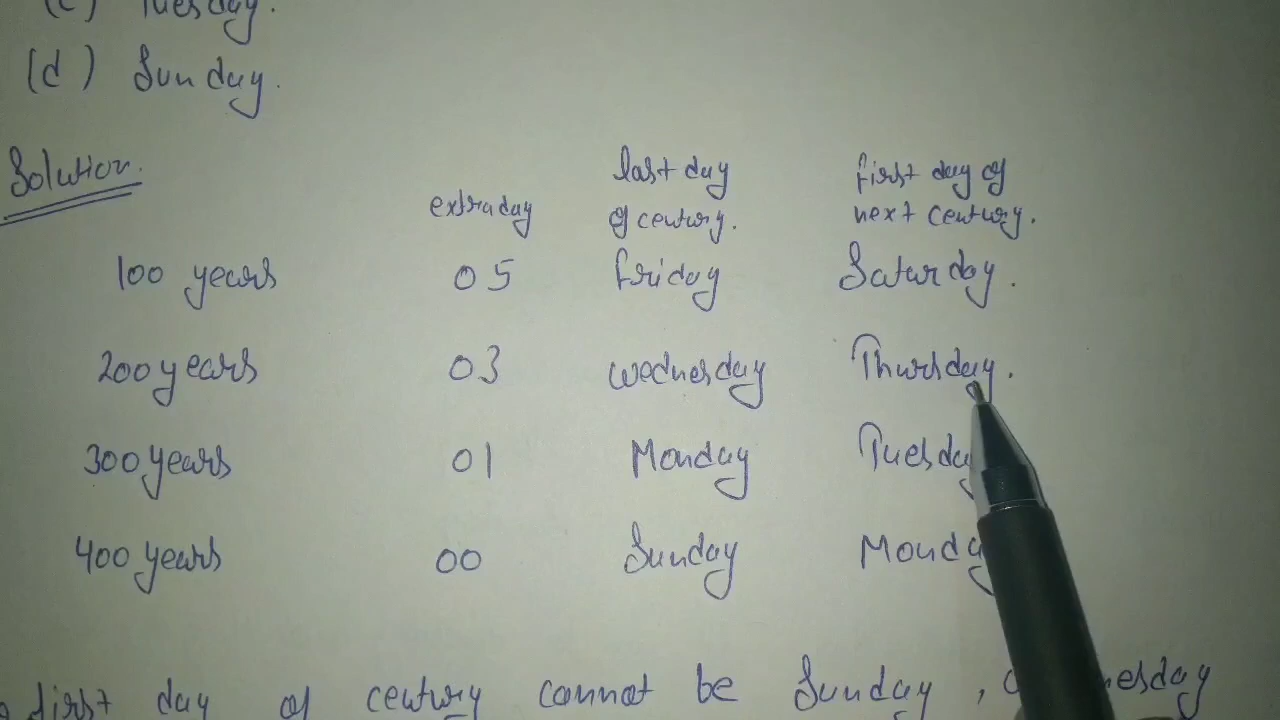 (c) Tuesday.
(d) Sunday.
Solution.
extraday
last day
of century.
first day of
next century.
100 years 05 friday Saturday.
200 years 03 wednesday Thursday.
300 years 01 Monday
400 years 00 Sunday
first day of century cannot be Sunday,